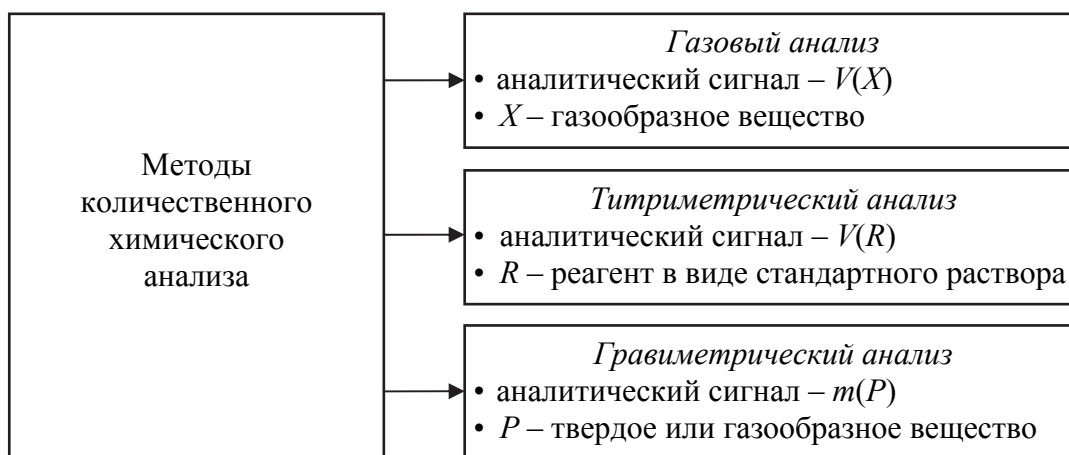 Методы
количественного
химического
анализа
Газовый анализ
• аналитический сигнал – V(X)
• X – газообразное вещество
Титриметрический анализ
• аналитический сигнал – V(R)
• R – реагент в виде стандартного раствора
Гравиметрический анализ
• аналитический сигнал – m(P)
• P – твердое или газообразное вещество